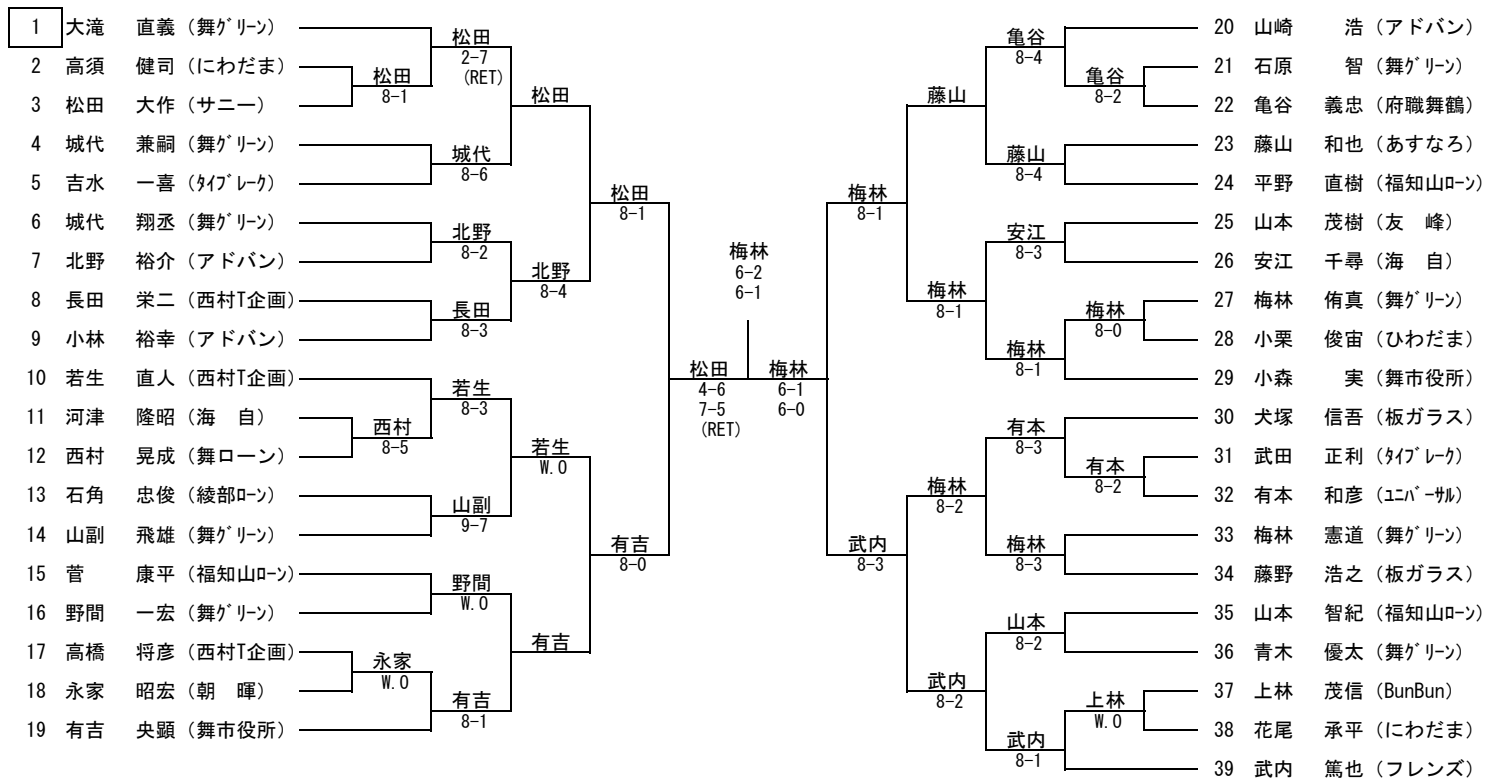 1 大滝 直義（舞グリーン）
2 高須 健司（にわだま）
3 松田 大作（サニー）
4 城代 兼嗣（舞グリーン）
5 吉水 一喜（タイブレーク）
6 城代 翔丞（舞グリーン）
7 北野 裕介（アドバン）
8 長田 栄二（西村T企画）
9 小林 裕幸（アドバン）
10 若生 直人（西村T企画）
11 河津 隆昭（海 自）
12 西村 晃成（舞ローン）
13 石角 忠俊（綾部ローン）
14 山副 飛雄（舞グリーン）
15 菅 康平（福知山ローン）
16 野間 一宏（舞グリーン）
17 高橋 将彦（西村T企画）
18 永家 昭宏（朝 暉）
19 有吉 央顕（舞市役所）
松田
8-1
西村
8-5
永家
W.0
松田
2-7
(RET)
城代
8-6
北野
8-2
長田
8-3
若生
8-3
山副
9-7
野間
W.0
有吉
8-1
松田
北野
8-4
若生
W.0
有吉
松田
8-1
有吉
8-0
松田
4-6
7-5
(RET)
梅林
6-2
6-1
梅林
6-1
6-0
梅林
8-1
武内
8-3
藤山
梅林
8-1
梅林
8-2
武内
8-2
亀谷
8-4
藤山
8-4
安江
8-3
梅林
8-1
有本
8-3
梅林
8-3
山本
8-2
武内
8-1
亀谷
8-2
梅林
8-0
有本
8-2
上林
W.0
20 山崎 浩（アドバン）
21 石原 智（舞グリーン）
22 亀谷 義忠（府職舞鶴）
23 藤山 和也（あすなろ）
24 平野 直樹（福知山ローン）
25 山本 茂樹（友 峰）
26 安江 千尋（海 自）
27 梅林 侑真（舞グリーン）
28 小栗 俊宙（ひわだま）
29 小森 実（舞市役所）
30 犬塚 信吾（板ガラス）
31 武田 正利（タイブレーク）
32 有本 和彦（ユニバーサル）
33 梅林 憲道（舞グリーン）
34 藤野 浩之（板ガラス）
35 山本 智紀（福知山ローン）
36 青木 優太（舞グリーン）
37 上林 茂信（BunBun）
38 花尾 承平（にわだま）
39 武内 篤也（フレンズ）